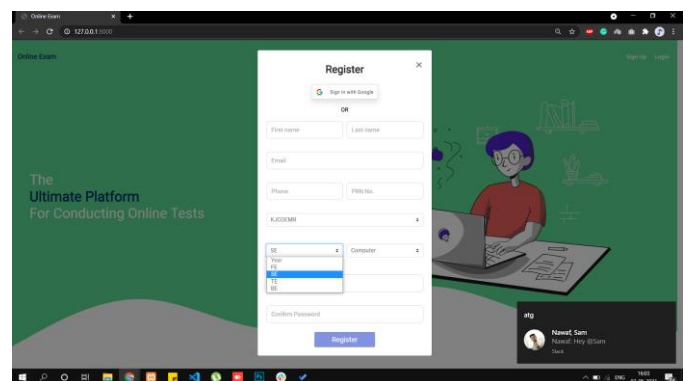 Online Exam
127.0.0.1:8000
Online Exam
Sign Up Login
Register
Sign in with Google
OR
First name Last name
Email
Phone PRN No.
SE Computer
Year
FE
SE
TE
BE
Confirm Password
Register
The
Ultimate Platform
For Conducting Online Tests
atg
Nawaf, Sam
Nawaf: Hey @Sam
Slack
ENG 16:03